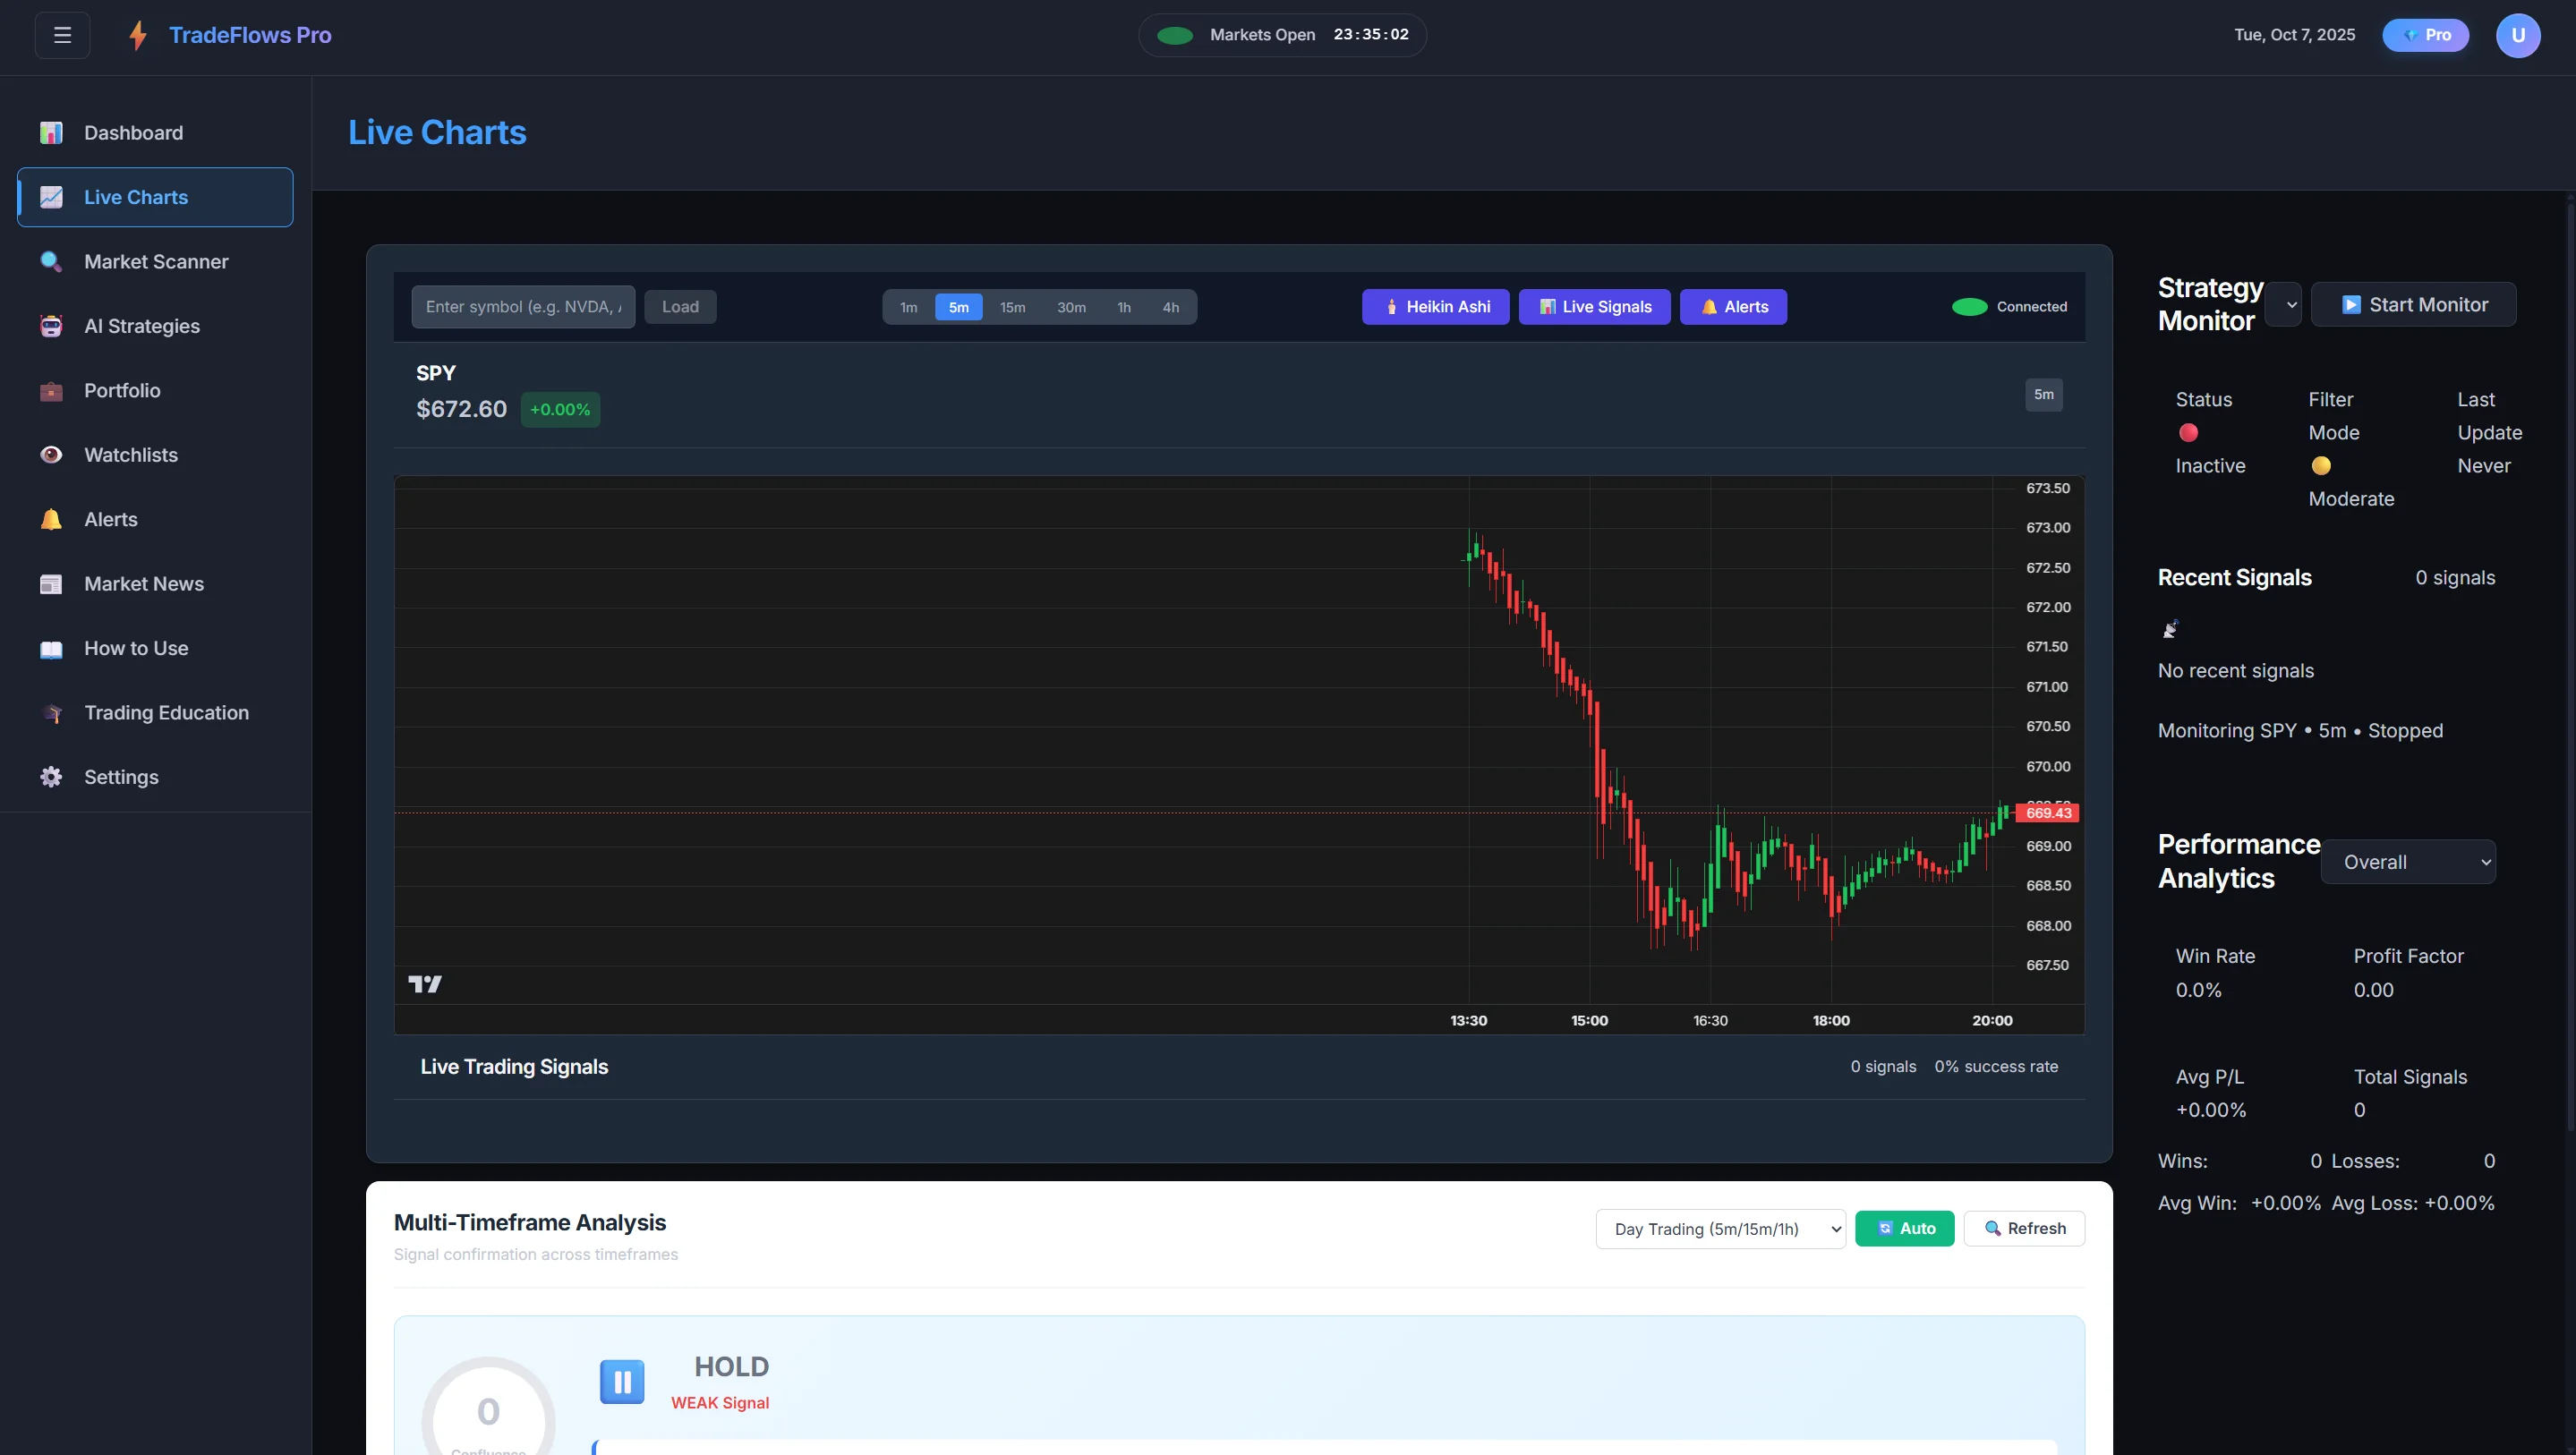 ☰
TradeFlows Pro
Markets Open 23:35:02
Tue, Oct 7, 2025
Pro
U
Dashboard
Live Charts
Market Scanner
AI Strategies
Portfolio
Watchlists
Alerts
Market News
How to Use
Trading Education
Settings
Live Charts
Enter symbol (e.g. NVDA, 
Load
1m 5m 15m 30m 1h 4h
Heikin Ashi
Live Signals
Alerts
Connected
SPY
$672.60 +0.00%
5m
673.50
673.00
672.50
672.00
671.50
671.00
670.50
670.00
669.43
669.00
668.50
668.00
667.50
13:30 15:00 16:30 18:00 20:00
Live Trading Signals
0 signals 0% success rate
Multi-Timeframe Analysis
Signal confirmation across timeframes
Day Trading (5m/15m/1h)
Auto
Refresh
0
Confluence
HOLD
WEAK Signal
Strategy
Monitor
Start Monitor
Status
Inactive
Filter
Mode
Moderate
Last
Update
Never
Recent Signals
0 signals
No recent signals
Monitoring SPY • 5m • Stopped
Performance
Analytics
Overall
Win Rate
0.0%
Profit Factor
0.00
Avg P/L
+0.00%
Total Signals
0
Wins: 0 Losses: 0
Avg Win: +0.00% Avg Loss: +0.00%